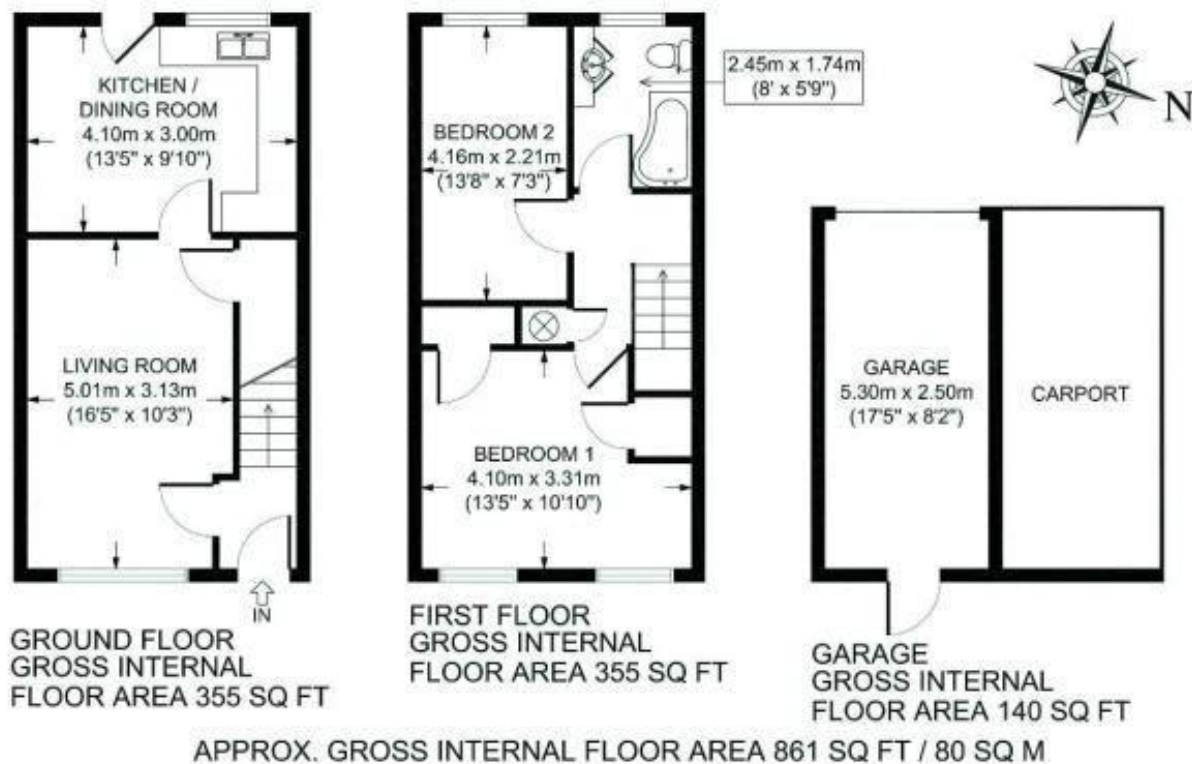 KITCHEN /
DINING ROOM
4.10m x 3.00m
(13'5" x 9'10")
LIVING ROOM
5.01m x 3.13m
(16'5" x 10'3")
IN
GROUND FLOOR
GROSS INTERNAL
FLOOR AREA 355 SQ FT
BEDROOM 2
4.16m x 2.21m
(13'8" x 7'3")
2.45m x 1.74m
(8' x 5'9")
BEDROOM 1
4.10m x 3.31m
(13'5" x 10'10")
FIRST FLOOR
GROSS INTERNAL
FLOOR AREA 355 SQ FT
N
GARAGE
5.30m x 2.50m
(17'5" x 8'2")
CARPORT
GARAGE
GROSS INTERNAL
FLOOR AREA 140 SQ FT
APPROX. GROSS INTERNAL FLOOR AREA 861 SQ FT / 80 SQ M